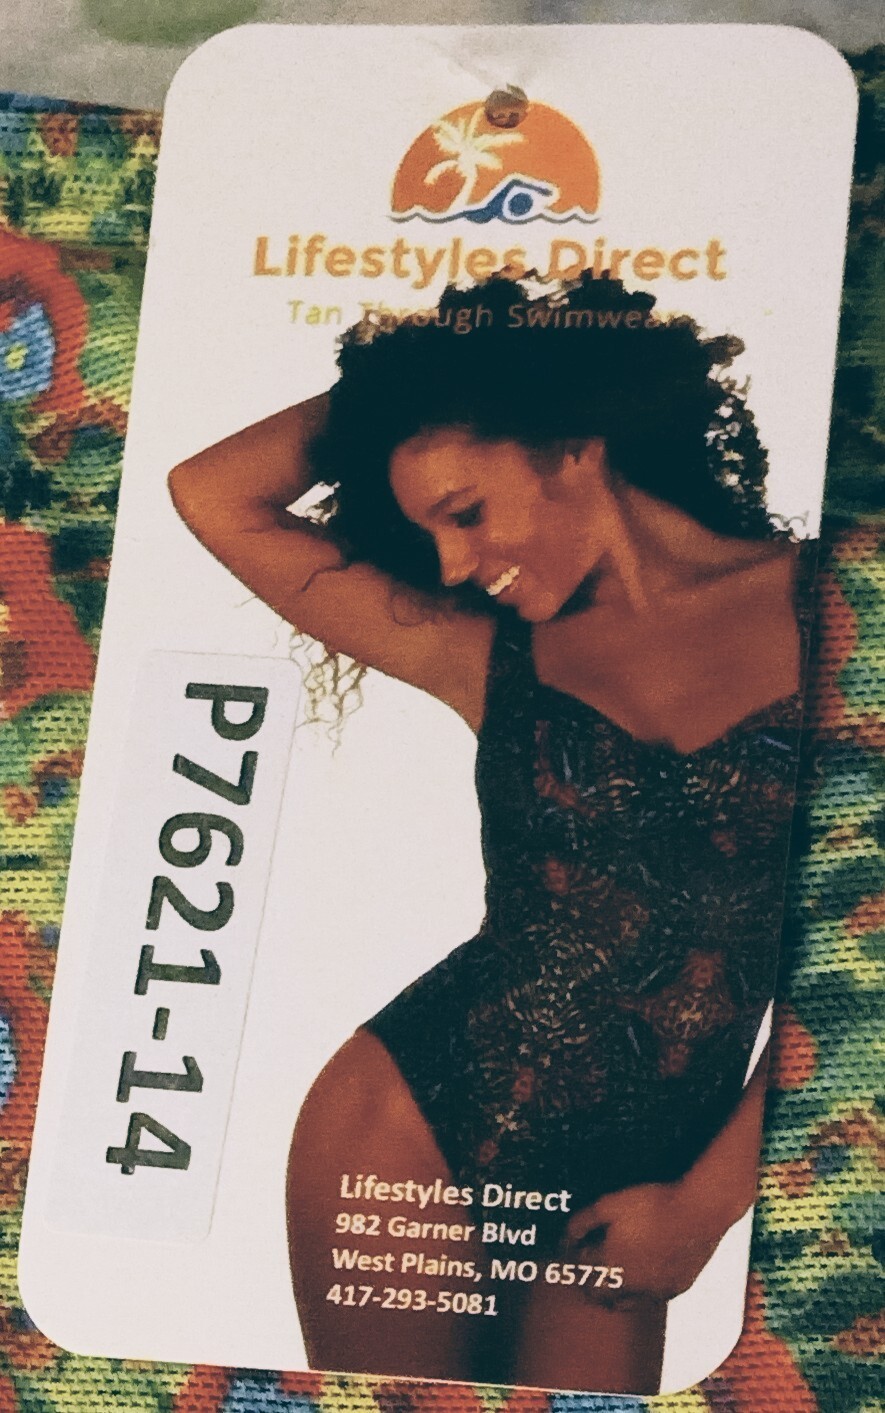 Lifestyles Direct
Tan Through Swimwear
P7621-14
Lifestyles Direct
982 Garner Blvd
West Plains, MO 65775
417-293-5081